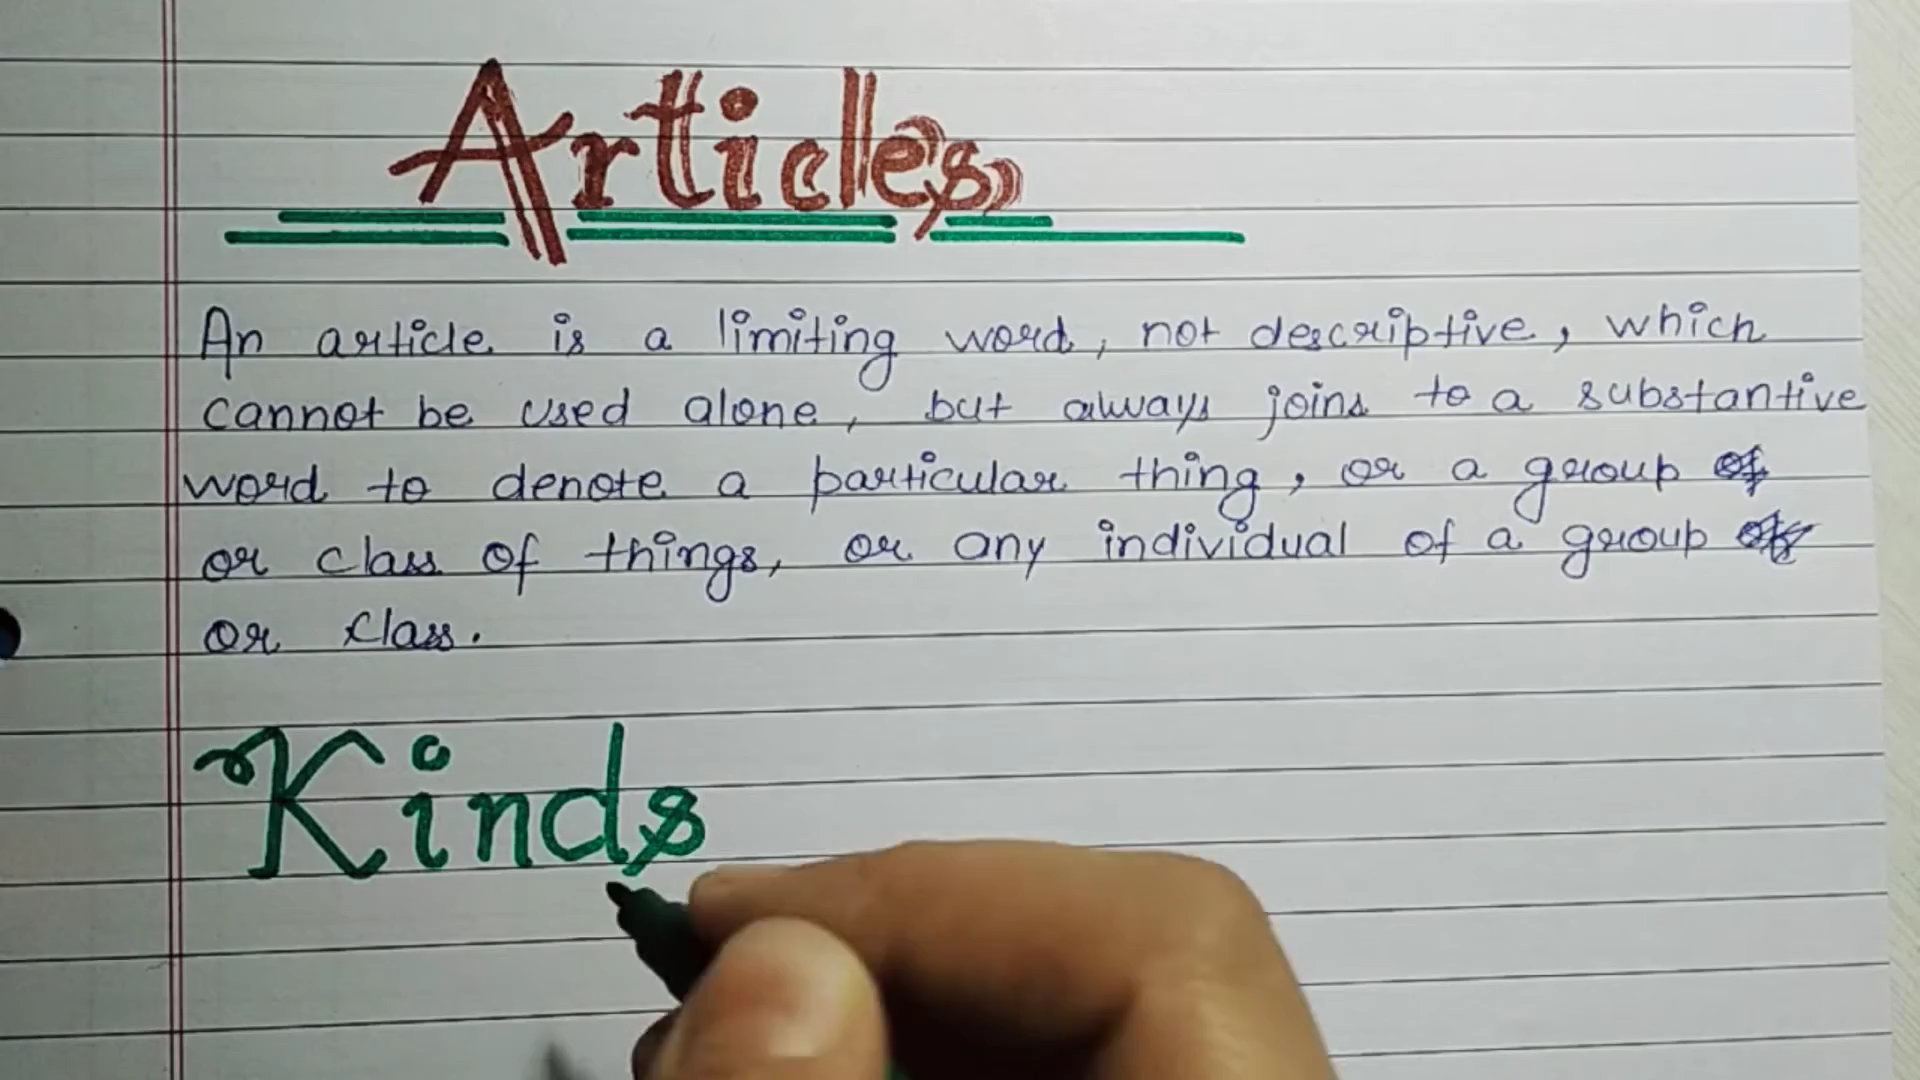 Articles
An article is a limiting word, not descriptive, which
cannot be used alone, but always joins to a substantive
word to denote a particular thing, or a group
or class of things, or any individual of a group
or class.
Kinds